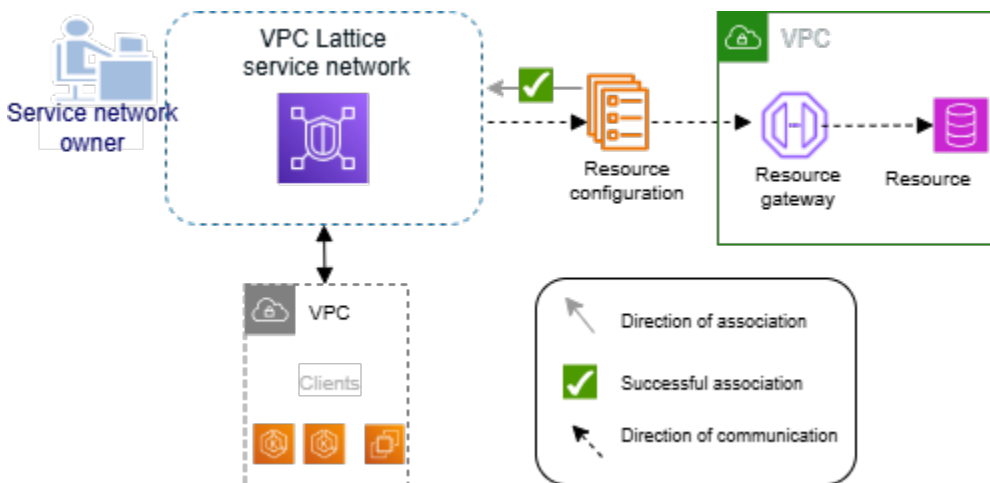 VPC Lattice
service network
Service network
owner
VPC
Resource
configuration
Resource
gateway
Resource
VPC
Clients
Direction of association
Successful association
Direction of communication